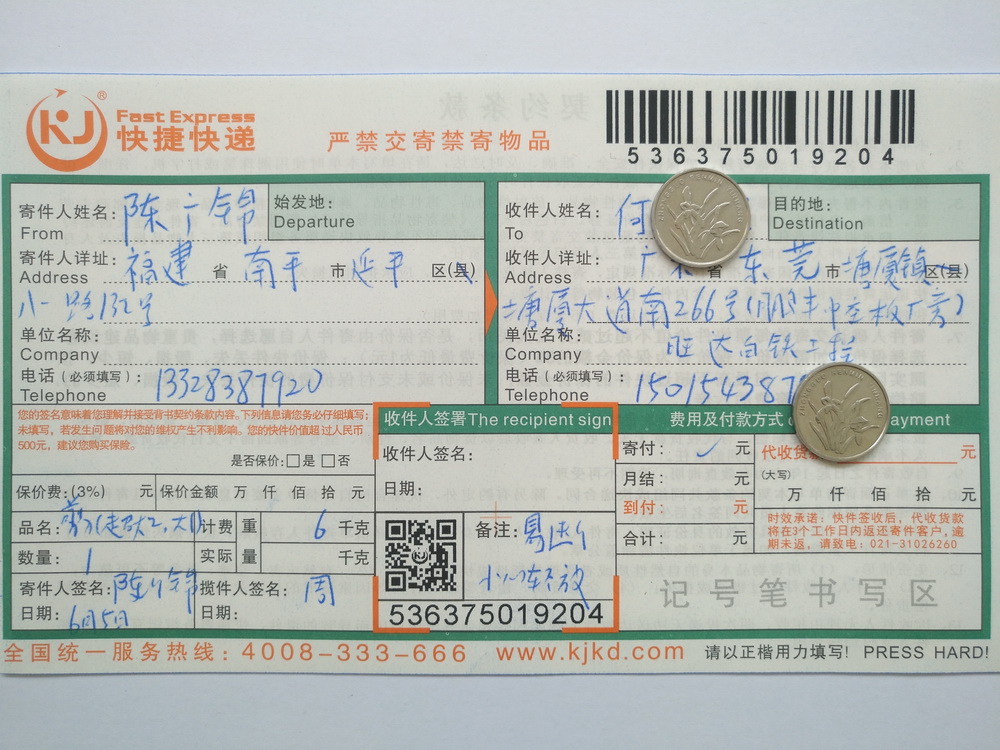 KJ ® Fast Express
快捷快递
严禁交寄禁寄物品
536375019204
寄件人姓名: 陈广锦
From
始发地:
Departure
寄件人详址: 福建 省 南平 市 延平 区(县)
Address
八一路132号
单位名称:
Company
电话 (必须填写): 13328387920
Telephone
收件人姓名: 何
To
目的地:
Destination
收件人详址: 广东 省 东莞 市 塘厦镇 区(县)
Address
塘厦大道南266号
单位名称:
Company
旺达白铁工程
电话 (必须填写): 150154387
Telephone
您的签名意味着您理解并接受背书契约条款内容。下列信息请您务必仔细填写;
未填写,若发生问题将对您的维权产生不利影响。您的快件价值超过人民币
500元,建议您购买保险。
是否保价: □是 □否
保价费:(3%) 元 保价金额 万 仟 佰 拾 元
品名: 计费 重 6 千克
数量: 1 实际 量 千克
寄件人签名: 陈广锦 揽件人签名: 周
日期: 6月5日 日期:
收件人签署The recipient sign
收件人签名:
日期:
备注: 易断
小心轻放
536375019204
费用及付款方式 ayment
寄付: ✓ 元
月结: 元
到付: 元
合计: 元
代收货 元
(大写)
万 仟 佰 拾 元
时效承诺: 快件签收后, 代收货款
将在3个工作日内返还寄件客户, 逾
期未返, 请致电: 021-31026260
记号笔书写区
全国统一服务热线: 4008-333-666 www.kjkd.com 请以正楷用力填写! PRESS HARD!